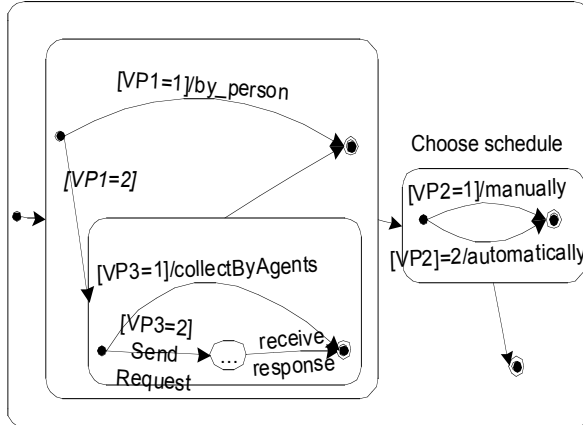 [VP1=1]/by_person
Choose schedule
[VP1=2]
[VP2=1]/manually
[VP2]=2/automatically
[VP3=1]/collectByAgents
[VP3=2]
Send
Request
...
receive
response